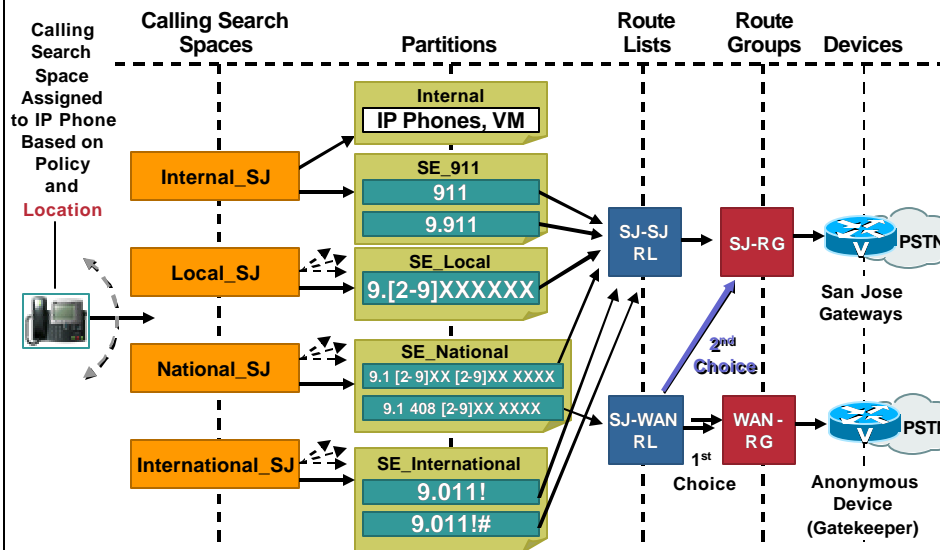 Calling
Search
Space
Assigned
to IP Phone
Based on
Policy
and
Location
Calling Search
Spaces
Partitions
Route
Lists
Route
Groups
Devices
Internal_SJ
Local_SJ
National_SJ
International_SJ
Internal
IP Phones, VM
SE_911
911
9.911
SE_Local
9.[2-9]XXXXXX
SE_National
9.1 [2-9]XX [2-9]XX XXXX
9.1 408 [2-9]XX XXXX
SE_International
9.011!
9.011!#
SJ-SJ
RL
SJ-RG
V
PSTN
San Jose
Gateways
2nd
Choice
SJ-WAN
RL
1st
Choice
WAN -
RG
V
PSTN
Anonymous
Device
(Gatekeeper)